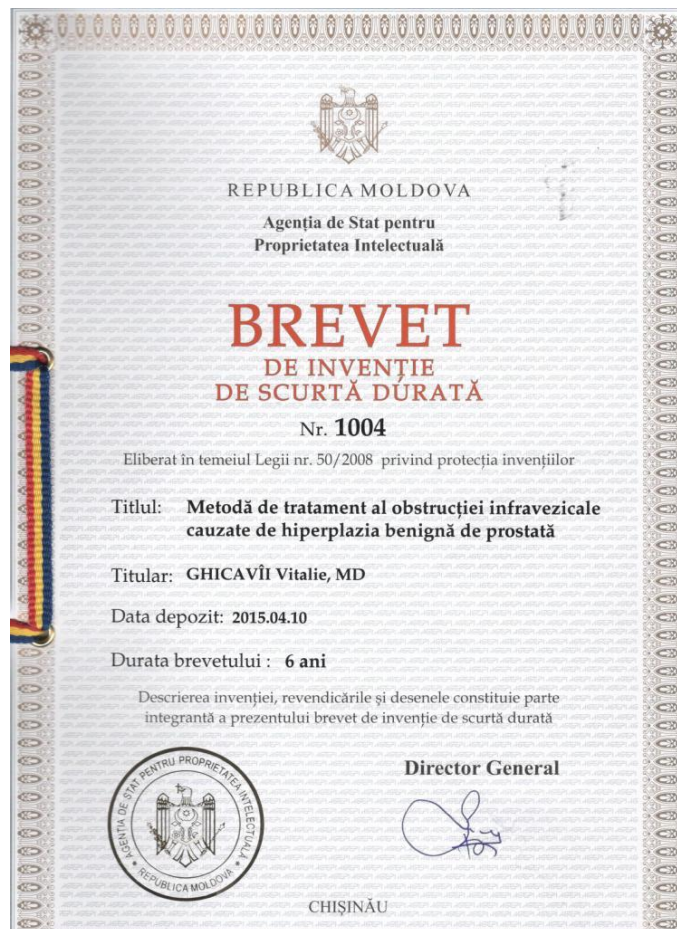 REPUBLICA MOLDOVA
Agenția de Stat pentru
Proprietatea Intelectuală
BREVET
DE INVENȚIE
DE SCURTĂ DURATĂ
Nr. 1004
Eliberat în temeiul Legii nr. 50/2008 privind protecția invențiilor
Titlul: Metodă de tratament al obstrucției infravezicale
cauzate de hiperplazia benignă de prostată
Titular: GHICAVÎI Vitalie, MD
Data depozit: 2015.04.10
Durata brevetului : 6 ani
Descrierea invenției, revendicările și desenele constituie parte
integrantă a prezentului brevet de invenție de scurtă durată
Director General
AGENȚIA DE STAT PENTRU PROPRIETATEA INTELECTUALĂ
REPUBLICA MOLDOVA
CHIȘINĂU